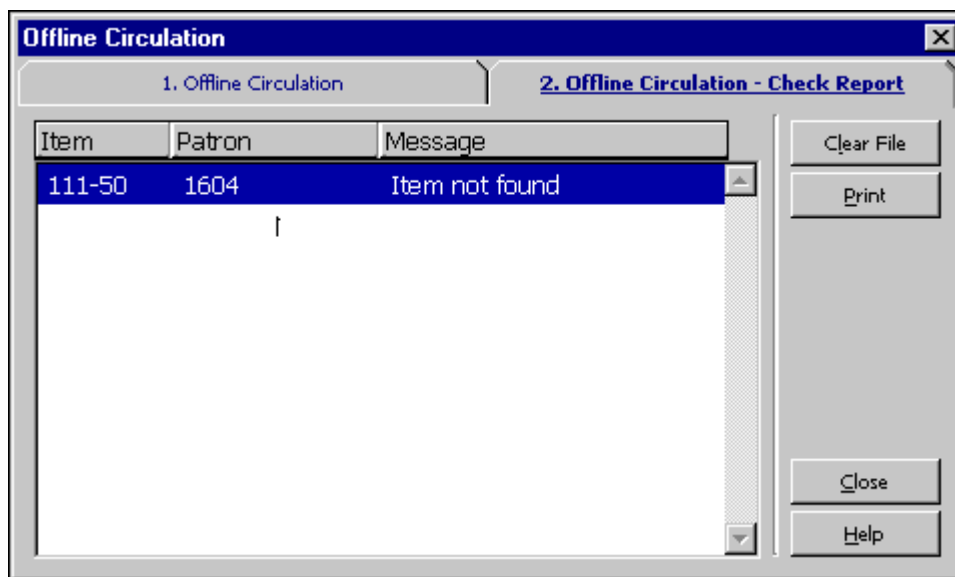 Offline Circulation
1. Offline Circulation
2. Offline Circulation - Check Report
Item Patron Message
111-50 1604 Item not found
Clear File
Print
Close
Help